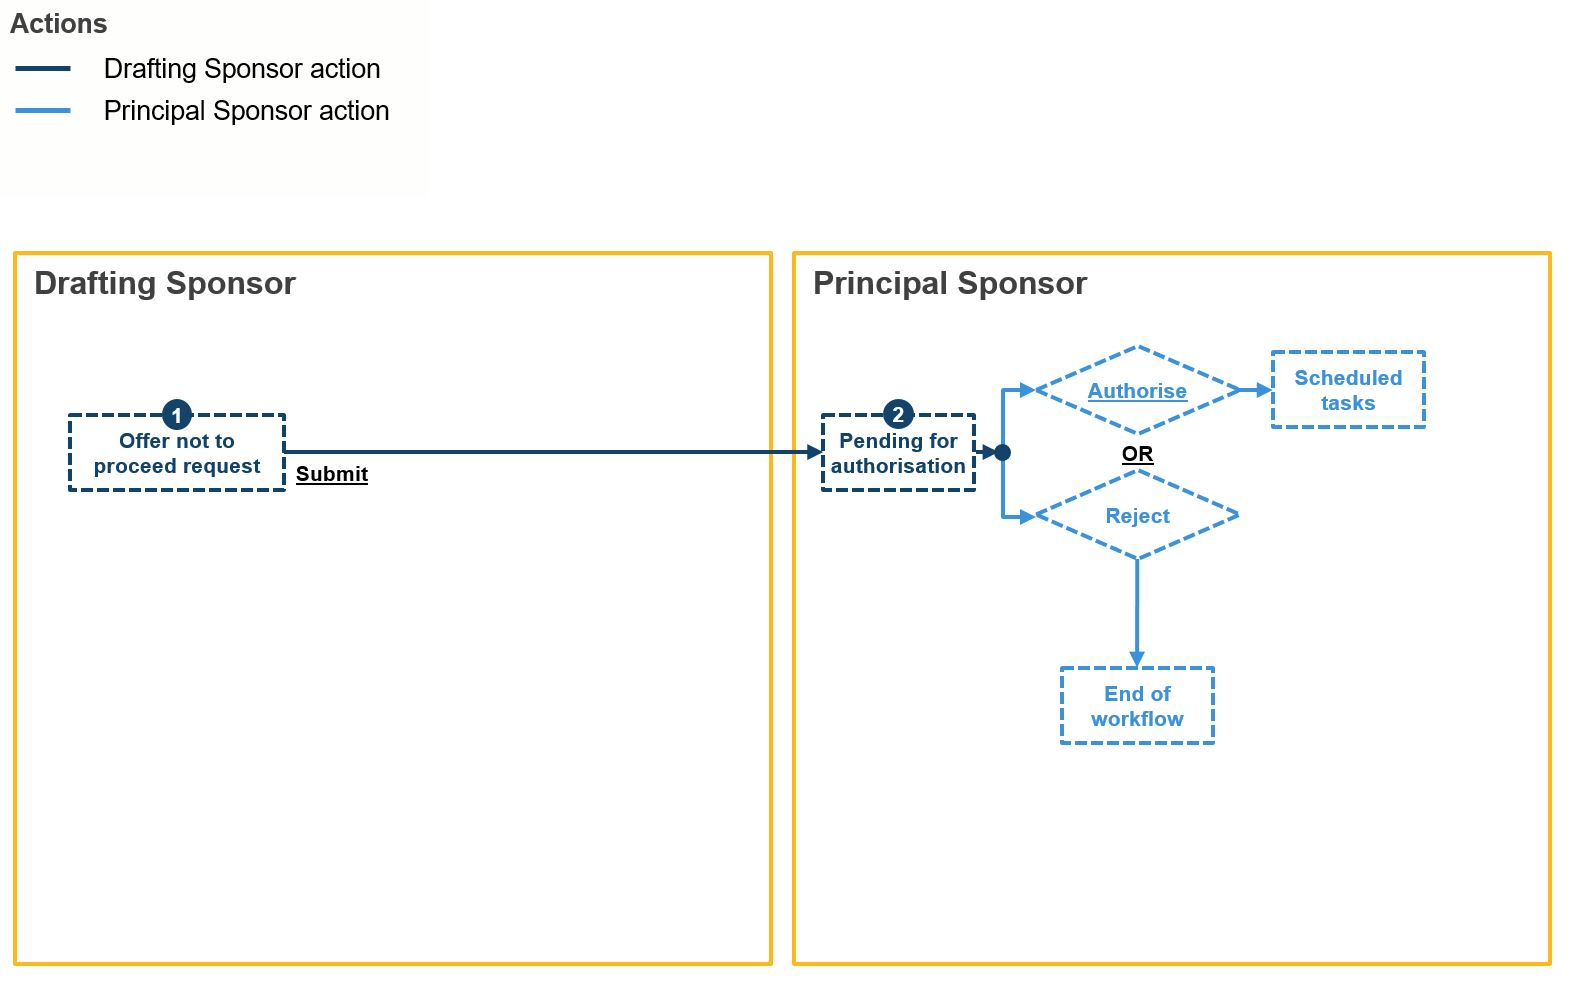 Actions
Drafting Sponsor action
Principal Sponsor action
Drafting Sponsor
1
Offer not to
proceed request
Submit
Principal Sponsor
2
Pending for
authorisation
Authorise
OR
Reject
Scheduled
tasks
End of
workflow